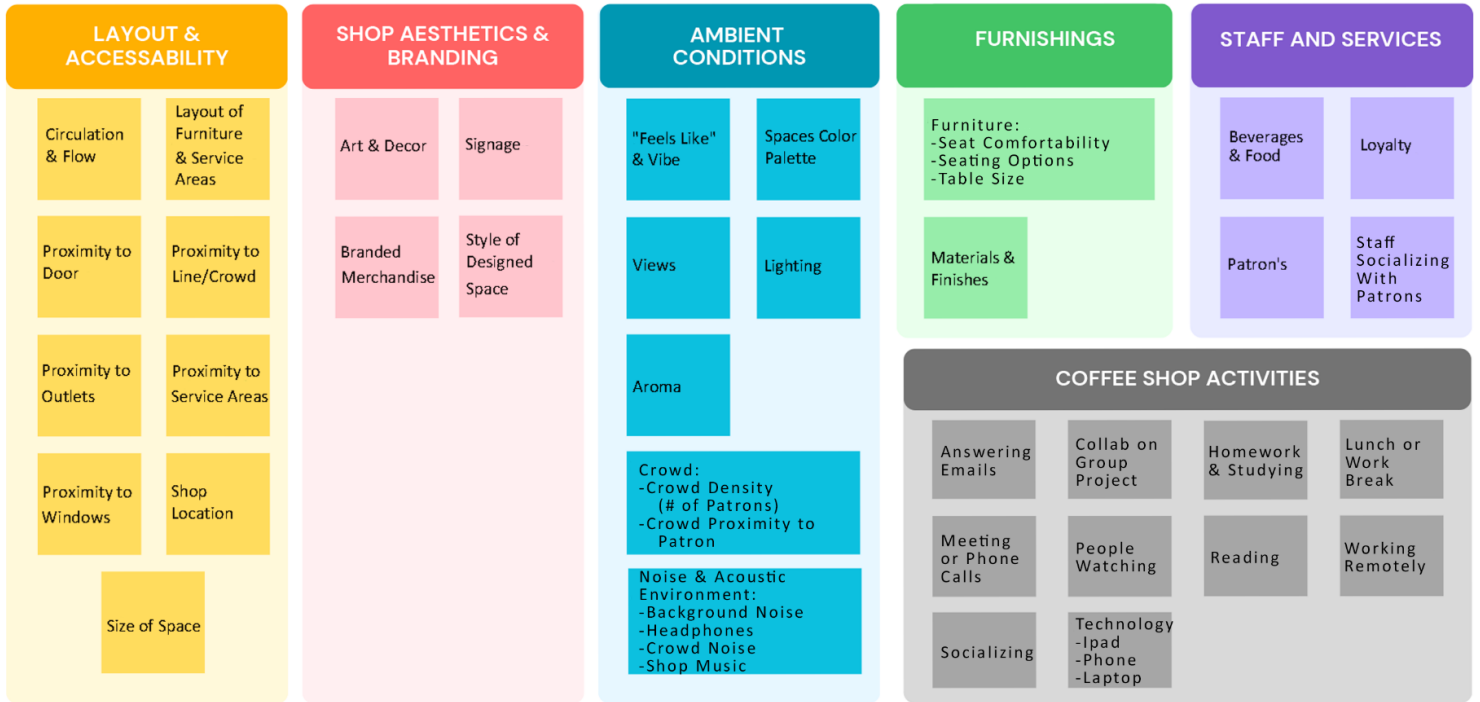 LAYOUT &
ACCESSABILITY
Circulation
& Flow
Layout of
Furniture
& Service
Areas
Proximity to
Door
Proximity to
Line/Crowd
Proximity to
Outlets
Proximity to
Service Areas
Proximity to
Windows
Shop
Location
Size of Space
SHOP AESTHETICS &
BRANDING
Art & Decor
Signage
Branded
Merchandise
Style of
Designed
Space
AMBIENT
CONDITIONS
"Feels Like"
& Vibe
Spaces Color
Palette
Views
Lighting
Aroma
Crowd:
-Crowd Density
(# of Patrons)
-Crowd Proximity to
Patron
Noise & Acoustic
Environment:
-Background Noise
-Headphones
-Crowd Noise
-Shop Music
FURNISHINGS
Furniture:
-Seat Comfortability
-Seating Options
-Table Size
Materials &
Finishes
STAFF AND SERVICES
Beverages
& Food
Loyalty
Patron's
Staff
Socializing
With
Patrons
COFFEE SHOP ACTIVITIES
Answering
Emails
Collab on
Group
Project
Homework
& Studying
Lunch or
Work
Break
Meeting
or Phone
Calls
People
Watching
Reading
Working
Remotely
Socializing
Technology
-Ipad
-Phone
-Laptop